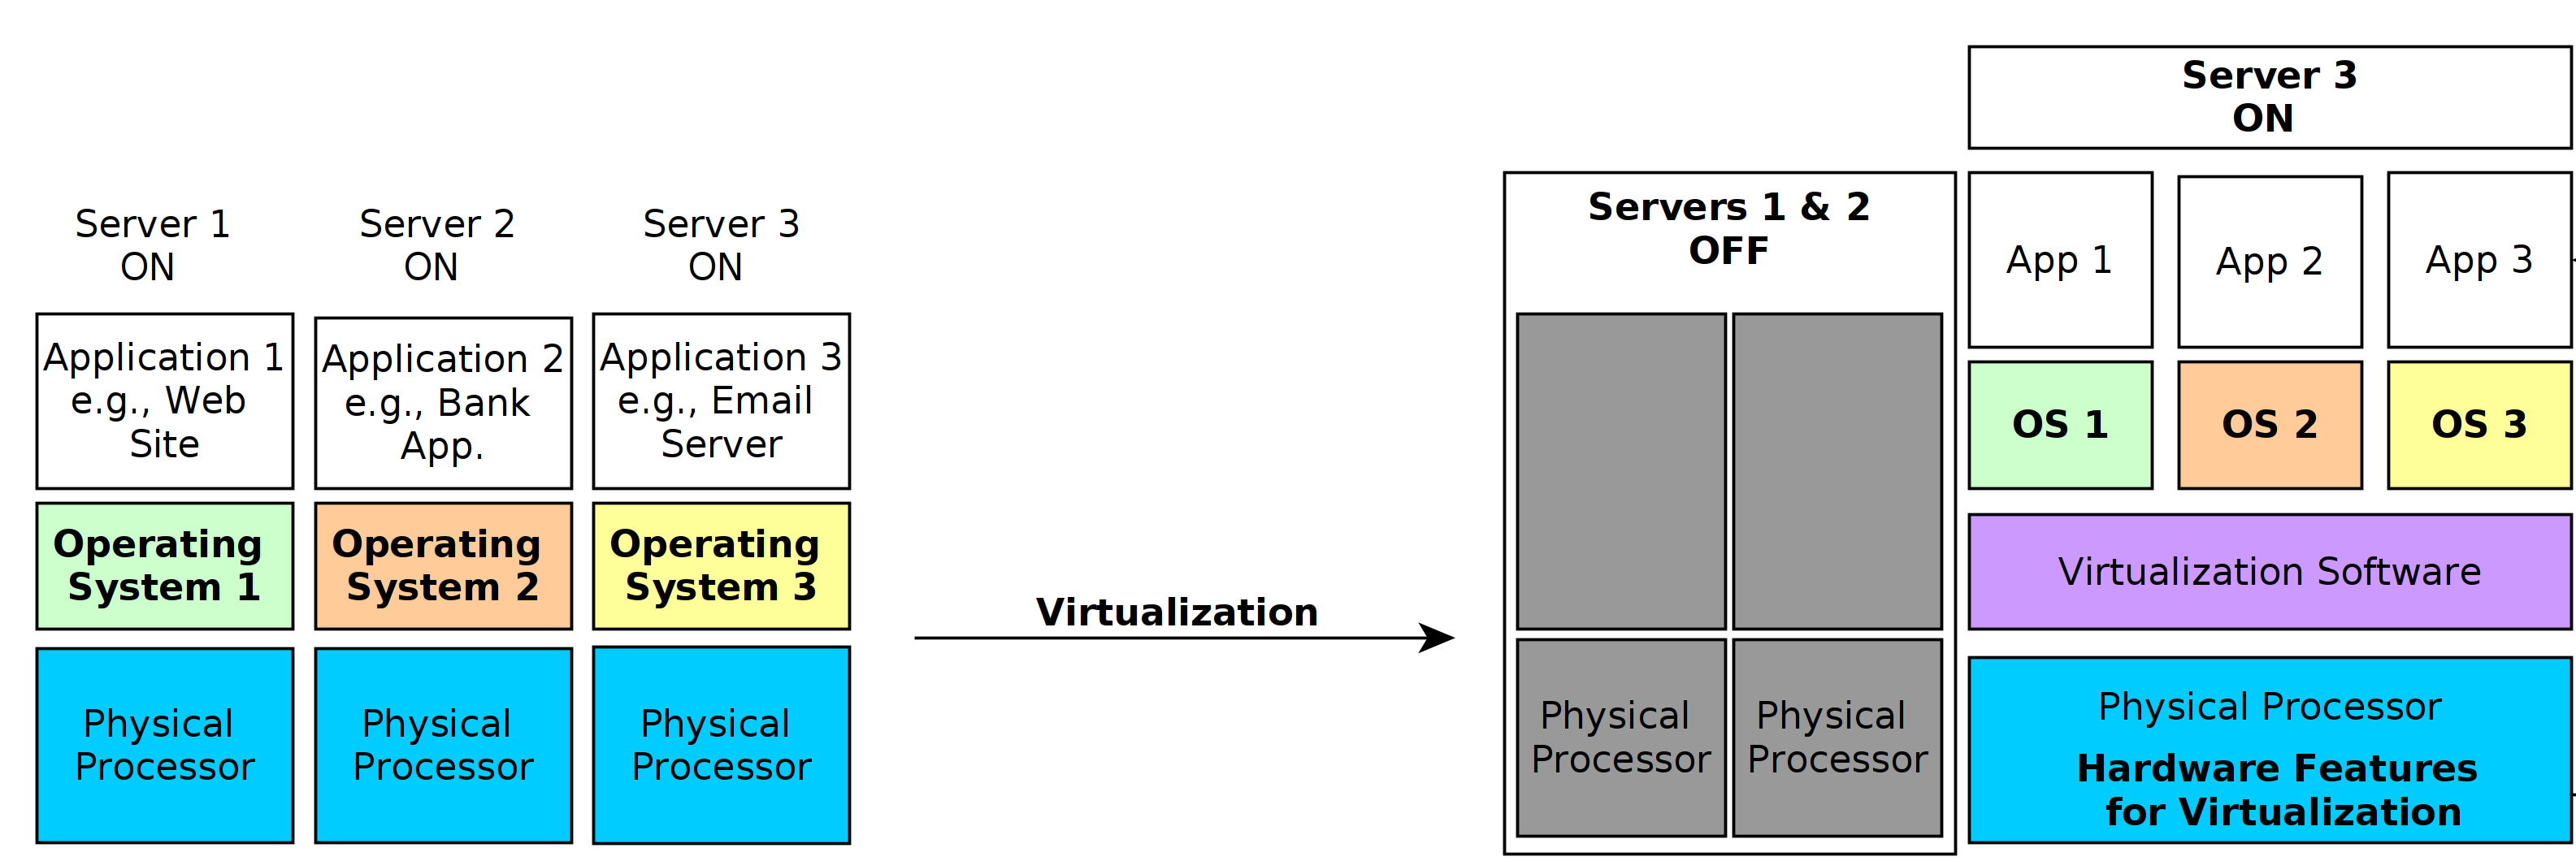 Server 1
ON
Server 2
ON
Server 3
ON
Application 1
e.g., Web
Site
Application 2
e.g., Bank
App.
Application 3
e.g., Email
Server
Operating
System 1
Operating
System 2
Operating
System 3
Physical
Processor
Physical
Processor
Physical
Processor
Virtualization
Servers 1 & 2
OFF
Physical
Processor
Physical
Processor
Server 3
ON
App 1
App 2
App 3
OS 1
OS 2
OS 3
Virtualization Software
Physical Processor
Hardware Features
for Virtualization